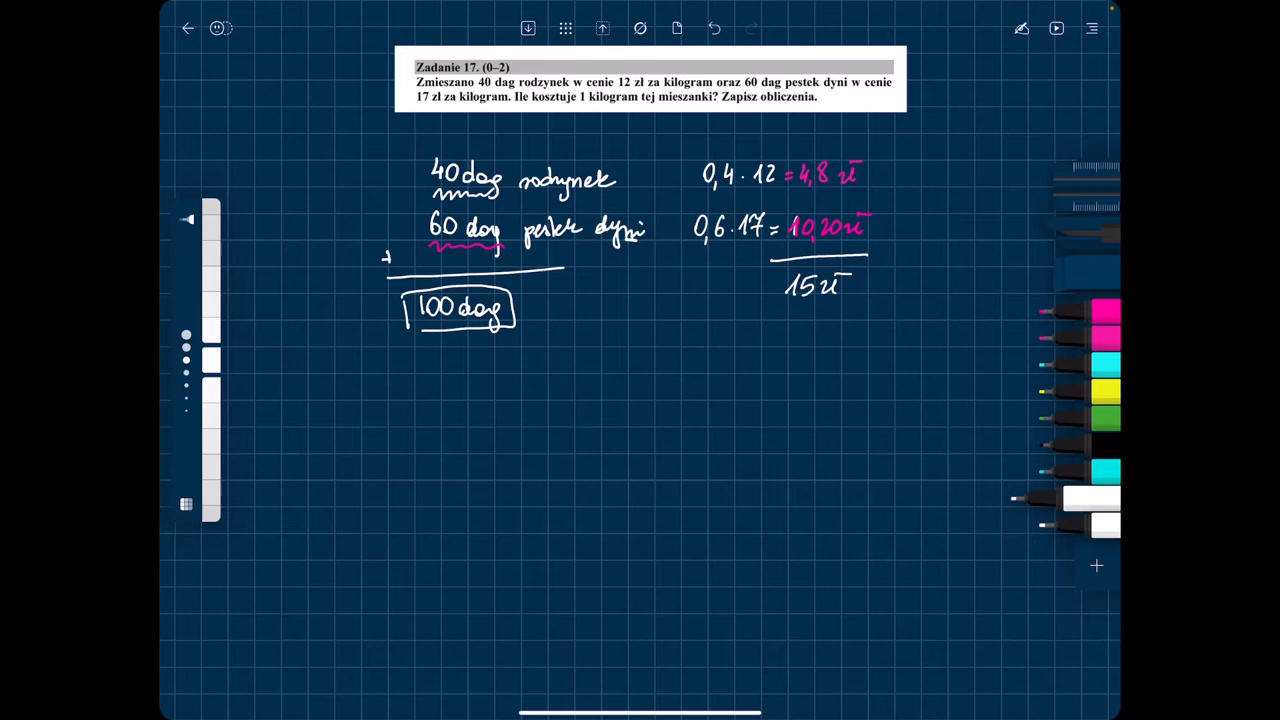 Zadanie 17. (0–2)
Zmieszano 40 dag rodzynek w cenie 12 zł za kilogram oraz 60 dag pestek dyni w cenie
17 zł za kilogram. Ile kosztuje 1 kilogram tej mieszanki? Zapisz obliczenia.
40 dag rodzynek 0,4 · 12 = 4,8 zł
60 dag pestek dyni 0,6 · 17 = 10,20 zł
+
100 dag 15 zł